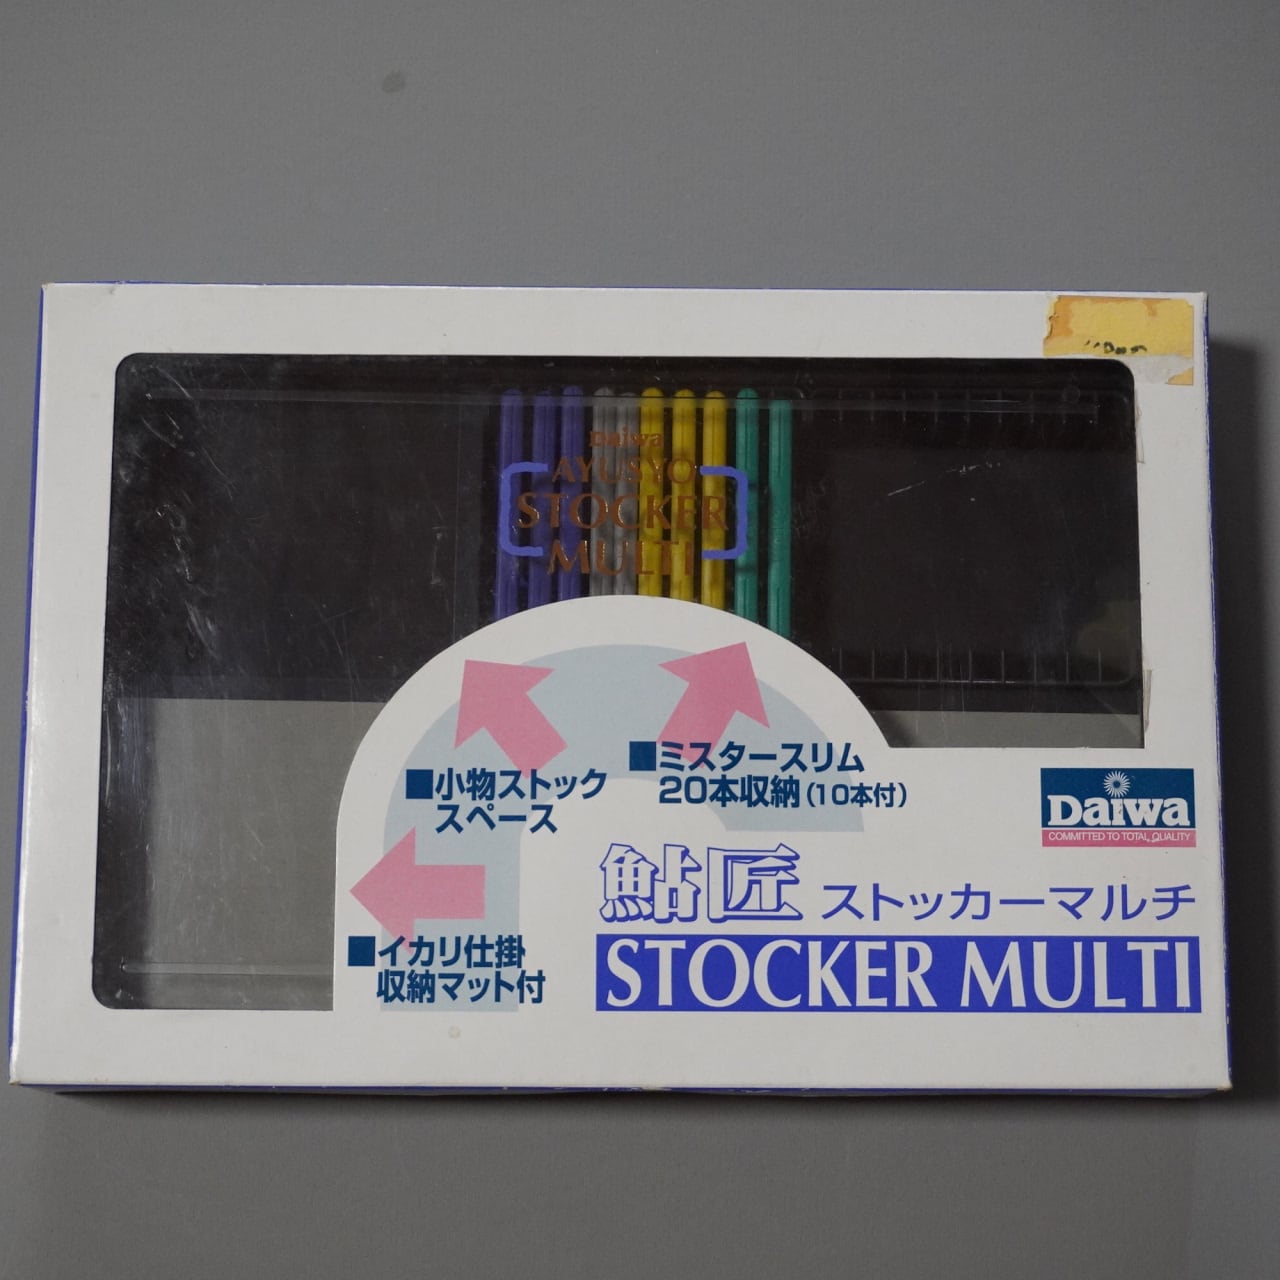 Daiwa
AYUSYO
STOCKER
MULTI
■ミスタースリム
20本収納(10本付)
■小物ストック
スペース
■イカリ仕掛
収納マット付
Daiwa
COMMITTED TO TOTAL QUALITY
鮎匠 ストッカーマルチ
STOCKER MULTI